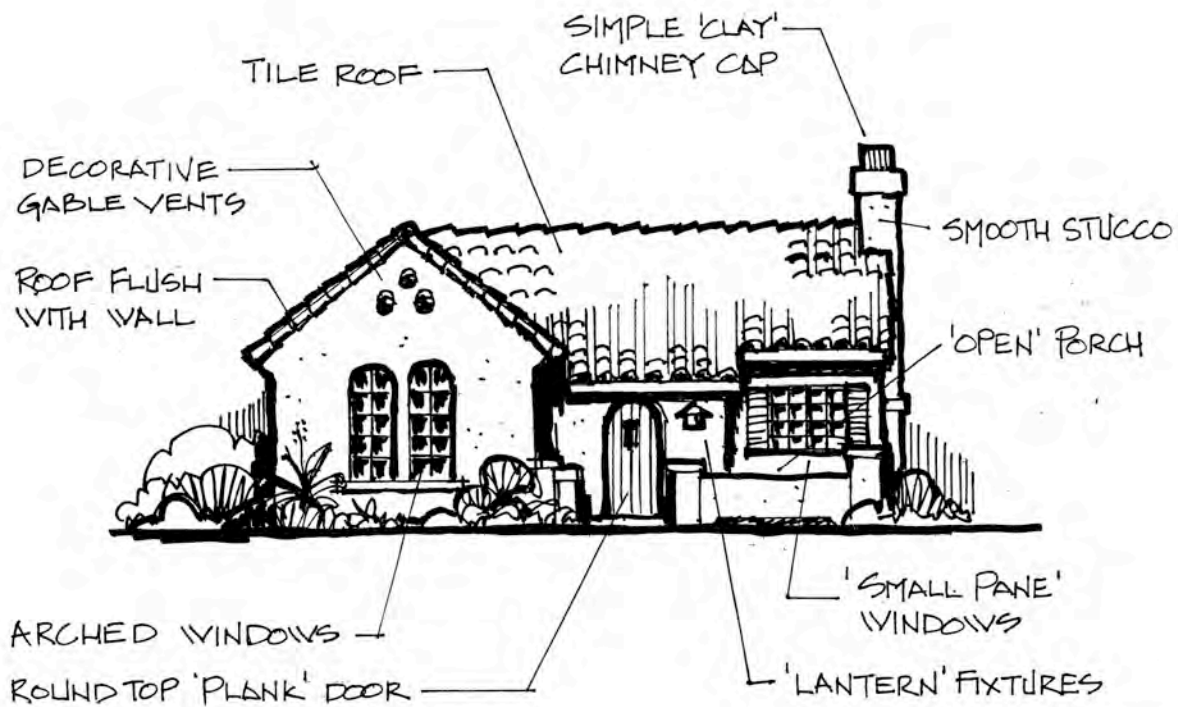 SIMPLE 'CLAY'
CHIMNEY CAP
TILE ROOF
DECORATIVE
GABLE VENTS
SMOOTH STUCCO
ROOF FLUSH
WITH WALL
'OPEN' PORCH
'SMALL PANE'
WINDOWS
ARCHED WINDOWS
ROUND TOP 'PLANK' DOOR
'LANTERN' FIXTURES